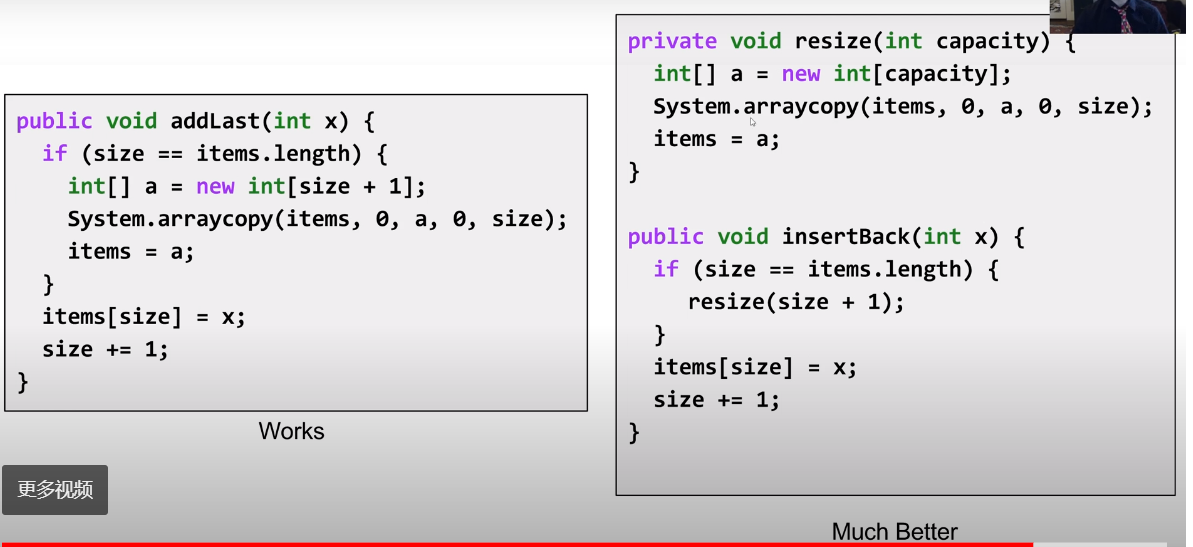 public void addLast(int x) {
if (size == items.length) {
int[] a = new int[size + 1];
System.arraycopy(items, 0, a, 0, size);
items = a;
}
items[size] = x;
size += 1;
}
Works
更多视频
private void resize(int capacity) {
int[] a = new int[capacity];
System.arraycopy(items, 0, a, 0, size);
items = a;
}
public void insertBack(int x) {
if (size == items.length) {
resize(size + 1);
}
items[size] = x;
size += 1;
}
Much Better